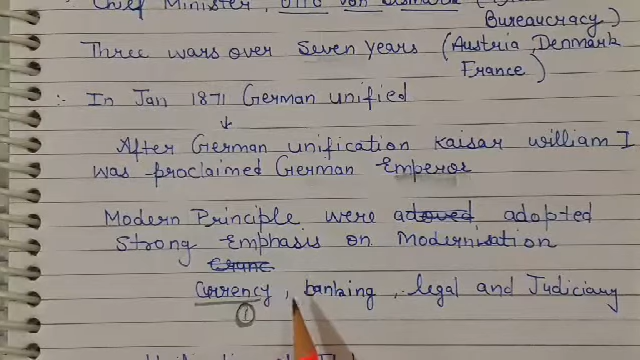 Chief Minister, Otto von Bismarck
Bureaucracy)
Three wars over Seven years (Austria, Denmark
France)
:- In Jan 1871 German unified
↓
After German unification Kaisar william I
was proclaimed German Emperor
Modern Principle were adoved adopted
Strong Emphasis on Modernisation
Currency, banking, legal and Judiciary
①